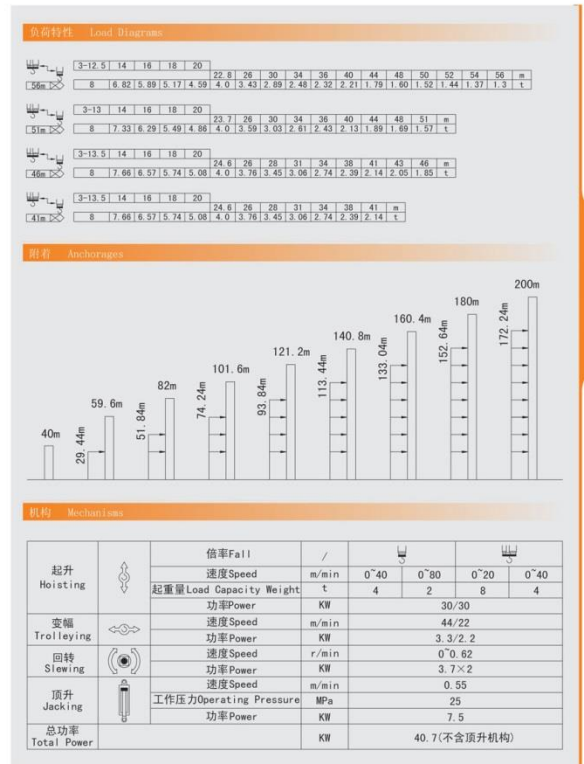 负荷特性 Load Diagrams
3-12.5 14 16 18 20
22.8 26 30 34 36 40 44 48 50 52 54 56 m
56m 8 6.82 5.89 5.17 4.59 4.0 3.43 2.89 2.48 2.32 2.21 1.79 1.60 1.52 1.44 1.37 1.3 t
3-13 14 16 18 20
23.7 26 30 34 36 40 44 48 51 m
51m 8 7.33 6.29 5.49 4.86 4.0 3.59 3.03 2.61 2.43 2.13 1.89 1.69 1.57 t
3-13.5 14 16 18 20
24.6 26 28 31 34 38 41 43 46 m
46m 8 7.66 6.57 5.74 5.08 4.0 3.76 3.45 3.06 2.74 2.39 2.14 2.05 1.85 t
3-13.5 14 16 18 20
24.6 26 28 31 34 38 41 m
41m 8 7.66 6.57 5.74 5.08 4.0 3.76 3.45 3.06 2.74 2.39 2.14 t
附着 Anchorages
40m
29.44m 59.6m
51.84m 82m
74.24m 101.6m
93.84m 121.2m
113.44m 140.8m
133.04m 160.4m
152.64m 180m
172.24m 200m
机构 Mechanisms
起升 Hoisting 倍率Fall /
速度Speed m/min 0~40 0~80 0~20 0~40
起重量Load Capacity Weight t 4 2 8 4
功率Power KW 30/30
变幅 Trolleying 速度Speed m/min 44/22
功率Power KW 3.3/2.2
回转 Slewing 速度Speed r/min 0~0.62
功率Power KW 3.7×2
顶升 Jacking 速度Speed m/min 0.55
工作压力Operating Pressure MPa 25
功率Power KW 7.5
总功率 Total Power KW 40.7(不含顶升机构)